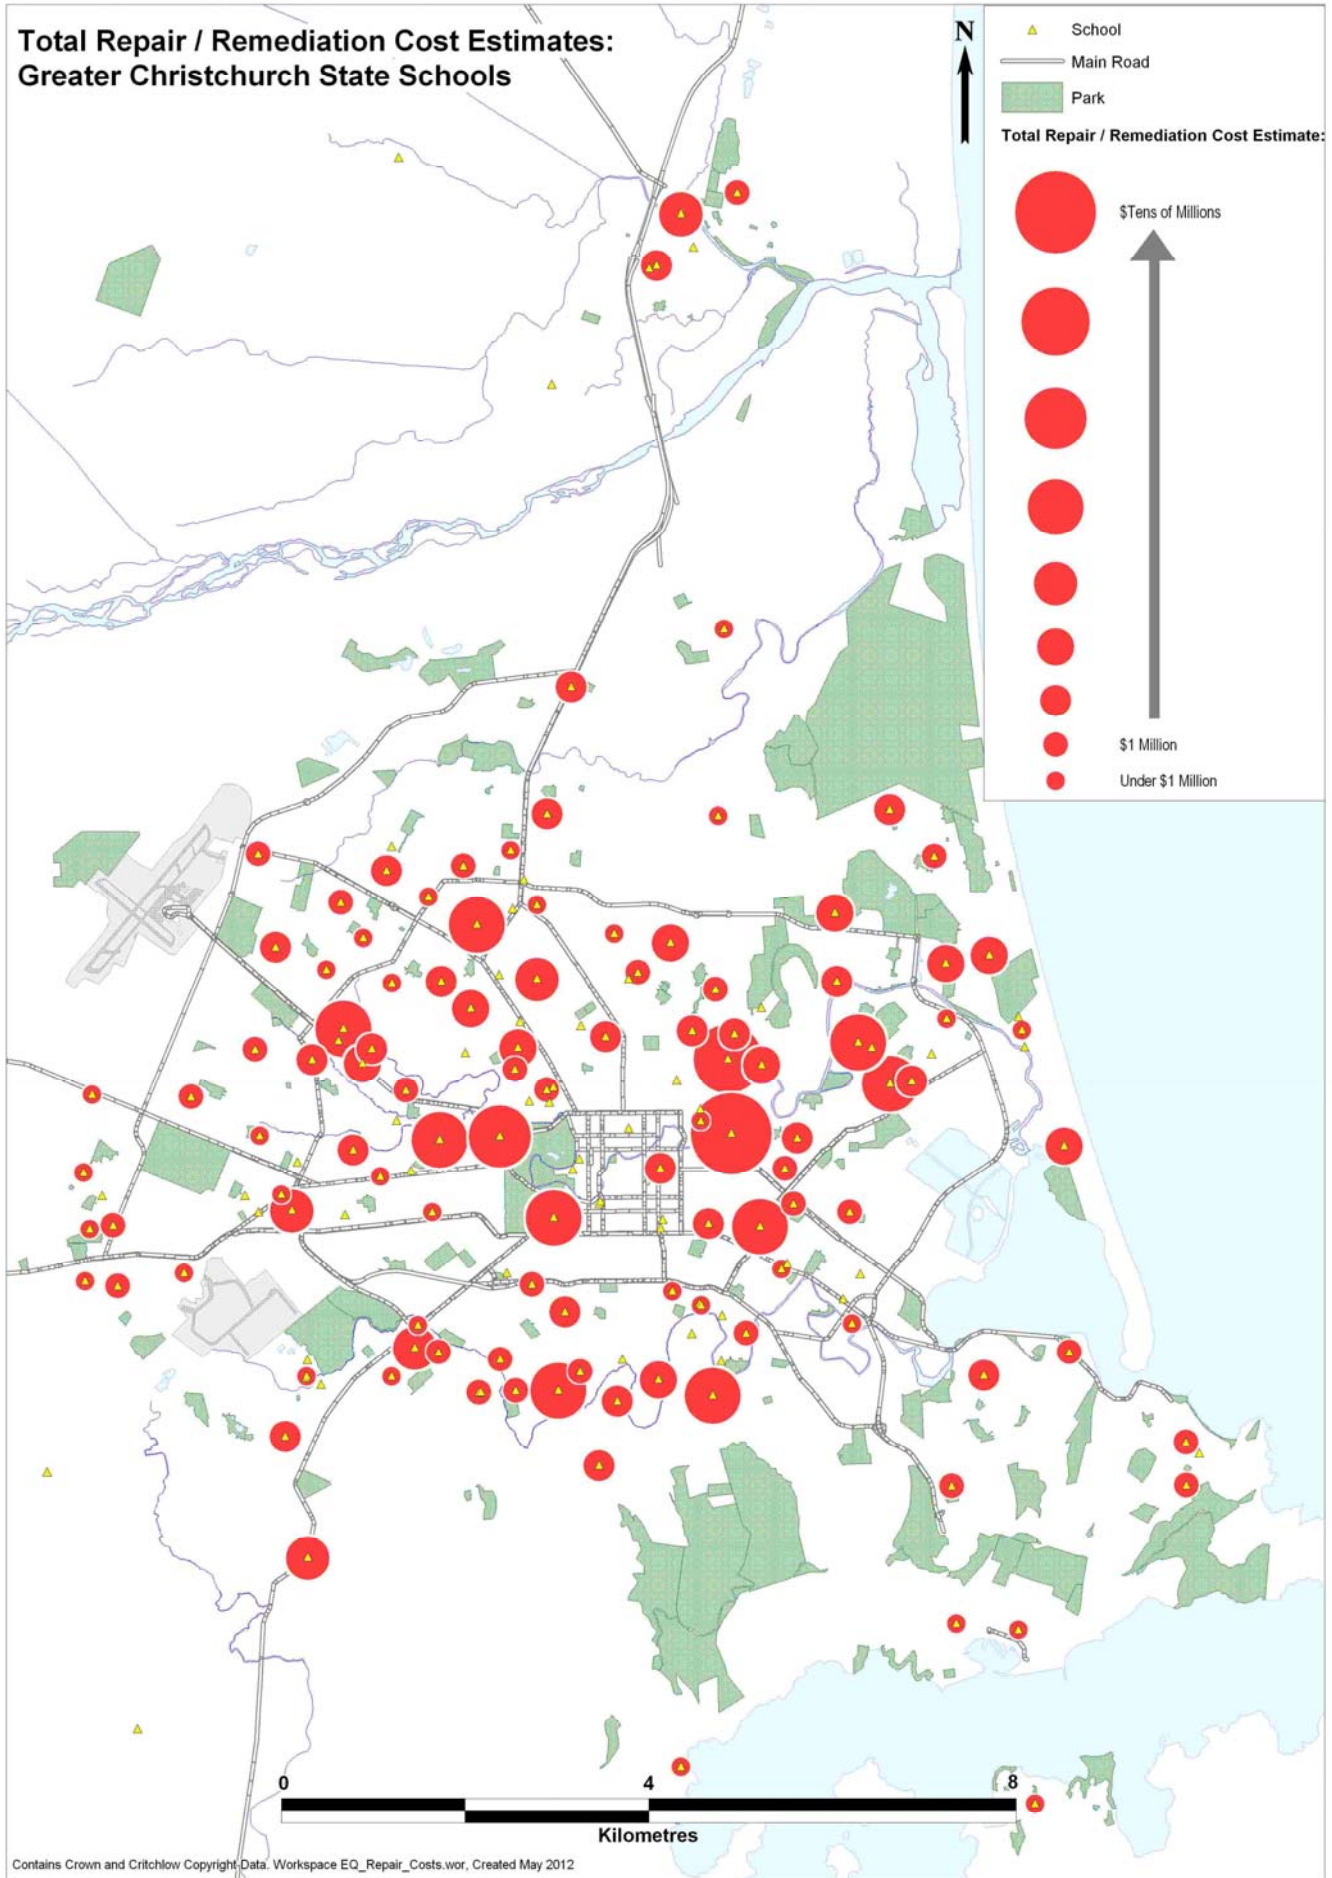 Total Repair / Remediation Cost Estimates:
Greater Christchurch State Schools
N
School
Main Road
Park
Total Repair / Remediation Cost Estimate:
$Tens of Millions
$1 Million
Under $1 Million
0 4 8
Kilometres
Contains Crown and Critchlow Copyright Data. Workspace EQ_Repair_Costs.wor, Created May 2012